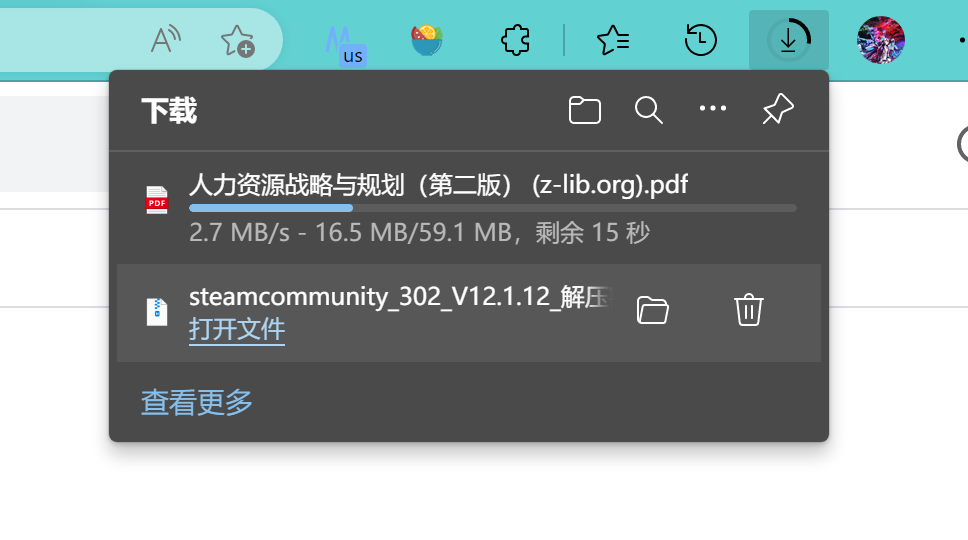 us
下载
PDF
人力资源战略与规划（第二版） (z-lib.org).pdf
2.7 MB/s - 16.5 MB/59.1 MB，剩余 15 秒
steamcommunity_302_V12.1.12_解压
打开文件
查看更多